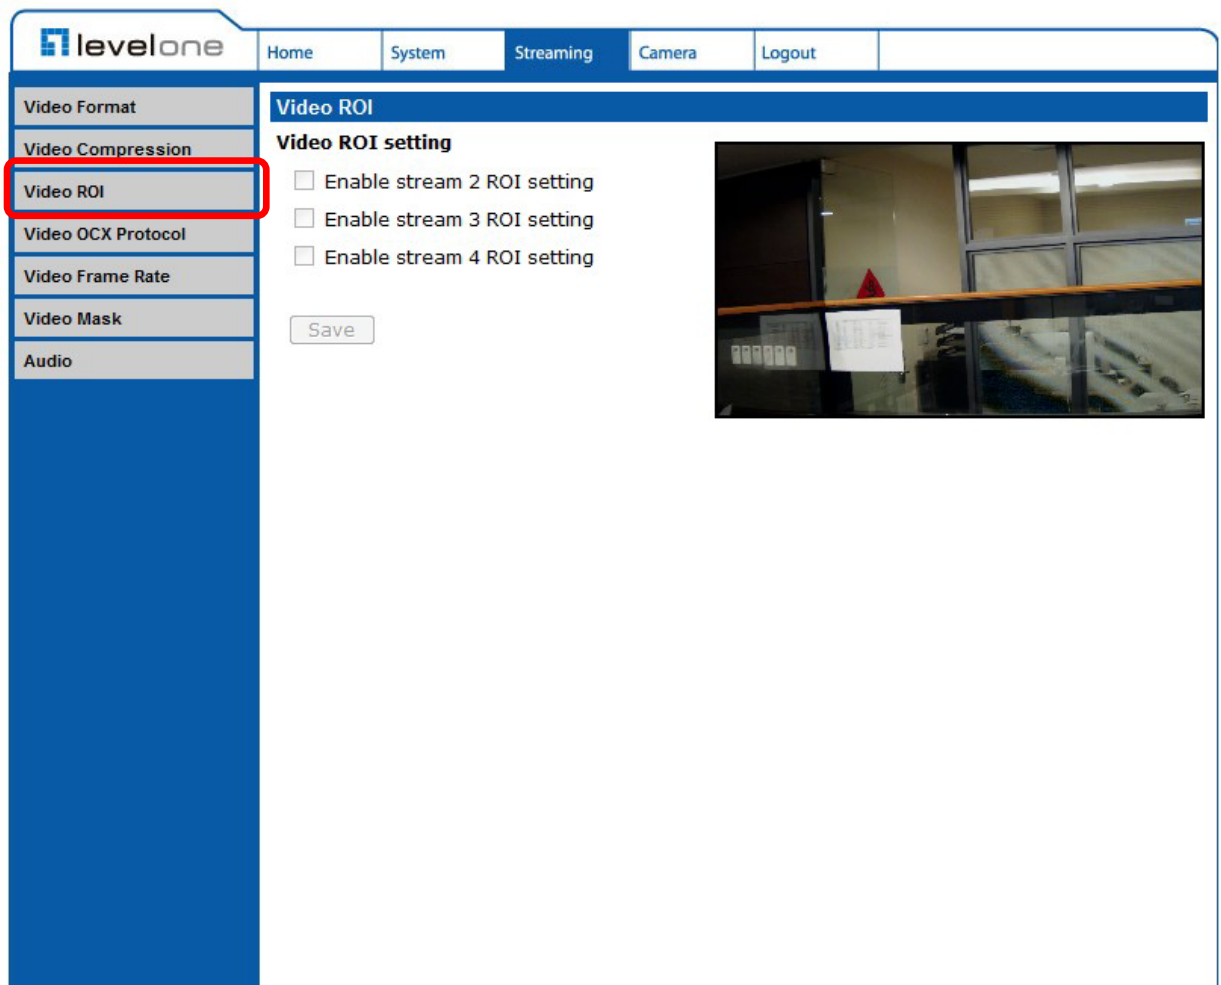 levelone
Home System Streaming Camera Logout
Video Format
Video Compression
Video ROI
Video OCX Protocol
Video Frame Rate
Video Mask
Audio
Video ROI
Video ROI setting
Enable stream 2 ROI setting
Enable stream 3 ROI setting
Enable stream 4 ROI setting
Save